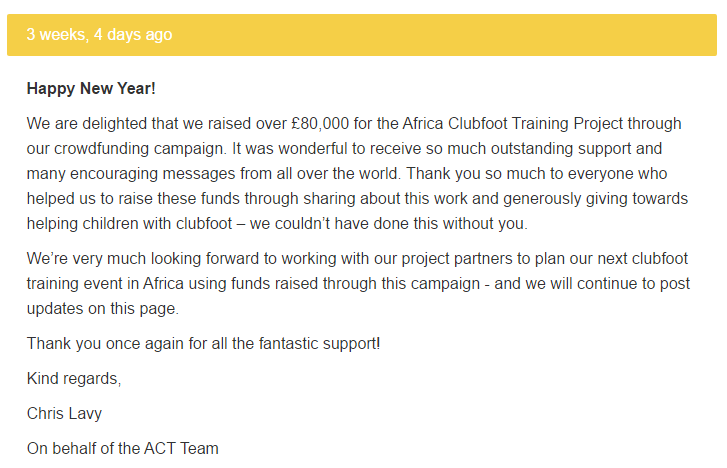 3 weeks, 4 days ago
Happy New Year!
We are delighted that we raised over £80,000 for the Africa Clubfoot Training Project through
our crowdfunding campaign. It was wonderful to receive so much outstanding support and
many encouraging messages from all over the world. Thank you so much to everyone who
helped us to raise these funds through sharing about this work and generously giving towards
helping children with clubfoot – we couldn’t have done this without you.
We’re very much looking forward to working with our project partners to plan our next clubfoot
training event in Africa using funds raised through this campaign - and we will continue to post
updates on this page.
Thank you once again for all the fantastic support!
Kind regards,
Chris Lavy
On behalf of the ACT Team